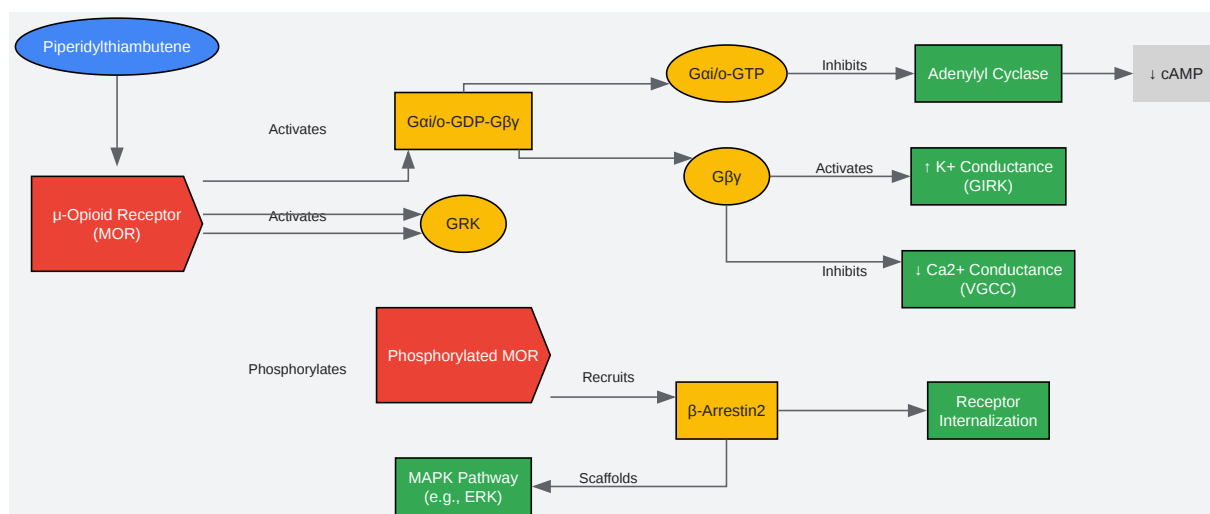 Piperidylthiambutene
Activates
μ-Opioid Receptor
(MOR)
Activates
Gαi/o-GDP-Gβγ
GRK
Gαi/o-GTP
Inhibits
Adenylyl Cyclase
↓ cAMP
Gβγ
Activates
↑ K+ Conductance
(GIRK)
Inhibits
↓ Ca2+ Conductance
(VGCC)
Phosphorylates
Phosphorylated MOR
Recruits
β-Arrestin2
Receptor
Internalization
Scaffolds
MAPK Pathway
(e.g., ERK)